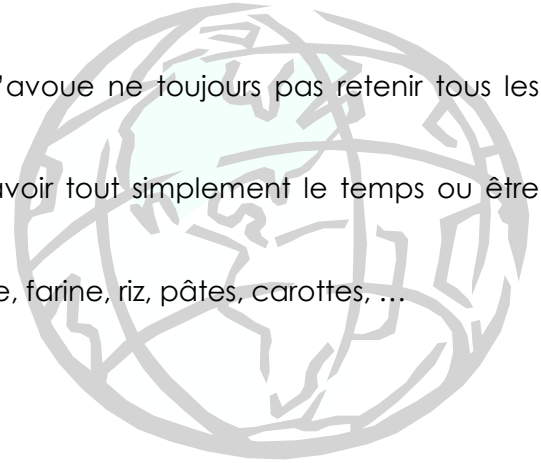 'avoue ne toujours pas retenir tous les
avoir tout simplement le temps ou être
e, farine, riz, pâtes, carottes, …